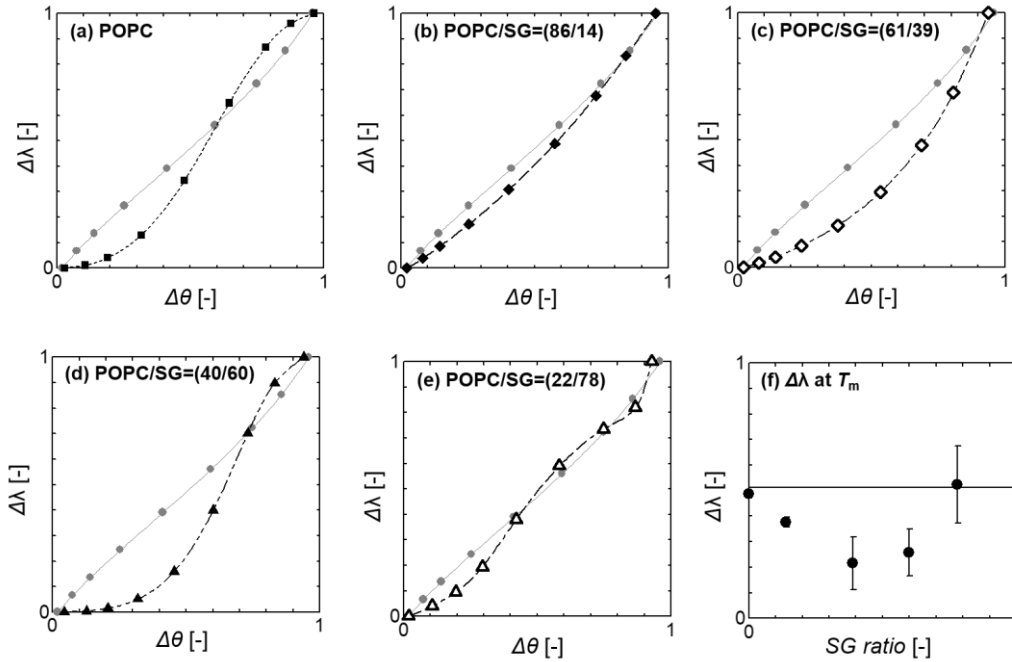 (a) POPC
1
Δλ [-]
0
0
1
Δθ [-]
(b) POPC/SG=(86/14)
1
Δλ [-]
0
0
1
Δθ [-]
(c) POPC/SG=(61/39)
1
Δλ [-]
0
0
1
Δθ [-]
(d) POPC/SG=(40/60)
1
Δλ [-]
0
0
1
Δθ [-]
(e) POPC/SG=(22/78)
1
Δλ [-]
0
0
1
Δθ [-]
(f) Δλ at Tm
1
Δλ [-]
0
0
1
SG ratio [-]